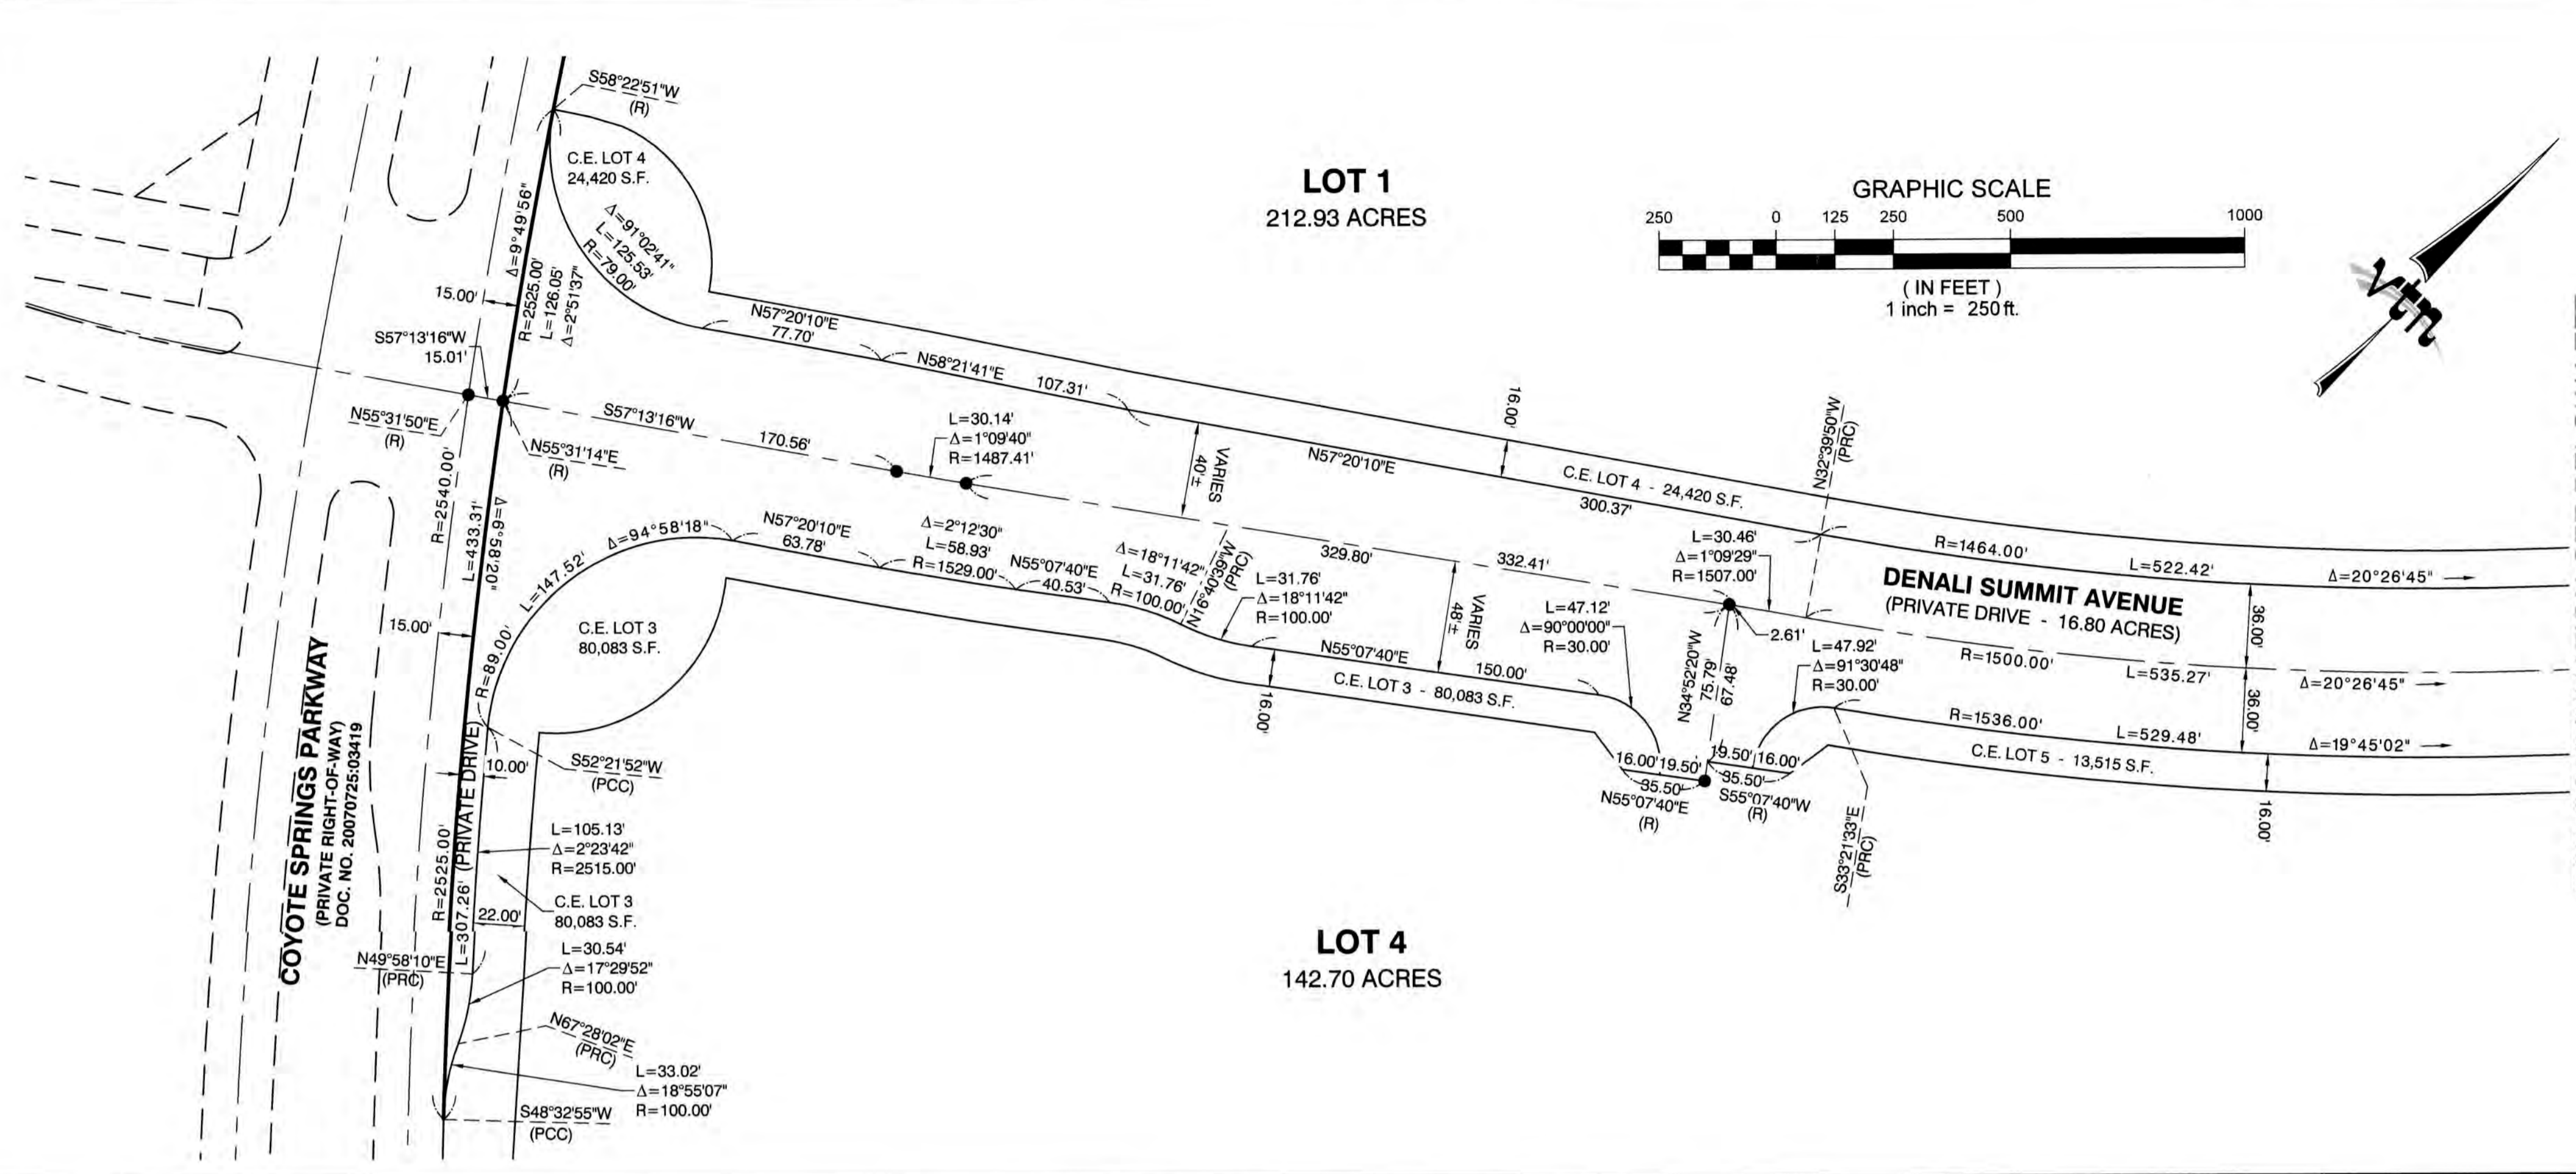 S58°22'51"W
(R)
C.E. LOT 4
24,420 S.F.
Δ=9°49'56"
R=2525.00'
L=126.05'
Δ=2°51'37"
Δ=91°02'41"
L=125.53'
R=79.00'
15.00'
S57°13'16"W
15.01'
N55°31'50"E
(R)
N55°31'14"E
(R)
S57°13'16"W
170.56'
N57°20'10"E
77.70'
N58°21'41"E
107.31'
L=30.14'
Δ=1°09'40"
R=1487.41'
LOT 1
212.93 ACRES
GRAPHIC SCALE
250
0
125
250
500
1000
( IN FEET )
1 inch = 250 ft.
vtn
16.00'
VARIES
40'±
N57°20'10"E
300.37'
C.E. LOT 4 - 24,420 S.F.
N32°39'50"W
(PRC)
R=1464.00'
L=522.42'
Δ=20°26'45"
DENALI SUMMIT AVENUE
(PRIVATE DRIVE - 16.80 ACRES)
36.00'
R=1500.00'
L=535.27'
Δ=20°26'45"
36.00'
R=1536.00'
L=529.48'
Δ=19°45'02"
C.E. LOT 5 - 13,515 S.F.
16.00'
329.80'
332.41'
L=30.46'
Δ=1°09'29"
R=1507.00'
2.61'
VARIES
48'±
L=47.12'
Δ=90°00'00"
R=30.00'
L=47.92'
Δ=91°30'48"
R=30.00'
N34°52'20"W
75.79'
67.48'
16.00'
19.50'
35.50'
N55°07'40"E
(R)
19.50'
16.00'
35.50'
S55°07'40"W
(R)
S33°21'33"E
(PRC)
R=2540.00'
L=433.31'
Δ=6°58'20"
R=89.00'
L=147.52'
Δ=94°58'18"
N57°20'10"E
63.78'
Δ=2°12'30"
L=58.93'
R=1529.00'
N55°07'40"E
40.53'
Δ=18°11'42"
L=31.76'
R=100.00'
N16°40'39"W
(PRC)
L=31.76'
Δ=18°11'42"
R=100.00'
N55°07'40"E
150.00'
C.E. LOT 3 - 80,083 S.F.
16.00'
15.00'
C.E. LOT 3
80,083 S.F.
COYOTE SPRINGS PARKWAY
(PRIVATE RIGHT-OF-WAY)
DOC. NO. 20070725:03419
10.00'
S52°21'52"W
(PCC)
R=2525.00'
L=307.26' (PRIVATE DRIVE)
L=105.13'
Δ=2°23'42"
R=2515.00'
C.E. LOT 3
80,083 S.F.
22.00'
N49°58'10"E
(PRC)
L=30.54'
Δ=17°29'52"
R=100.00'
N67°28'02"E
(PRC)
L=33.02'
Δ=18°55'07"
R=100.00'
S48°32'55"W
(PCC)
LOT 4
142.70 ACRES